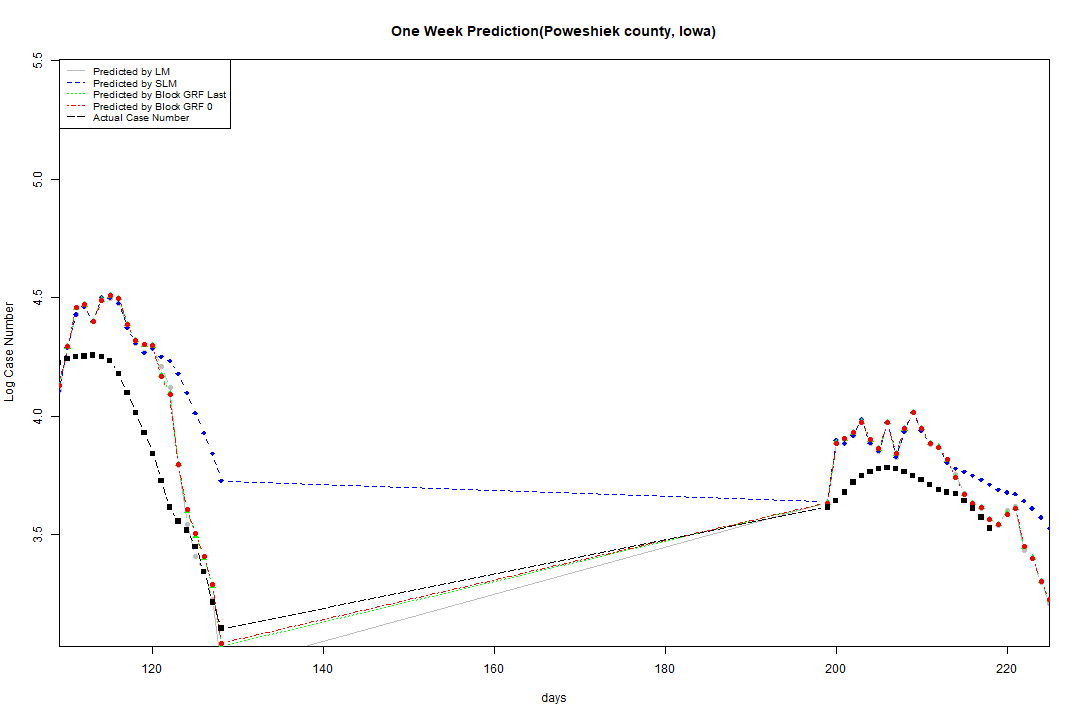 One Week Prediction(Poweshiek county, Iowa)
Predicted by LM
Predicted by SLM
Predicted by Block GRF Last
Predicted by Block GRF 0
Actual Case Number
Log Case Number
5.5
5.0
4.5
4.0
3.5
120 140 160 180 200 220
days